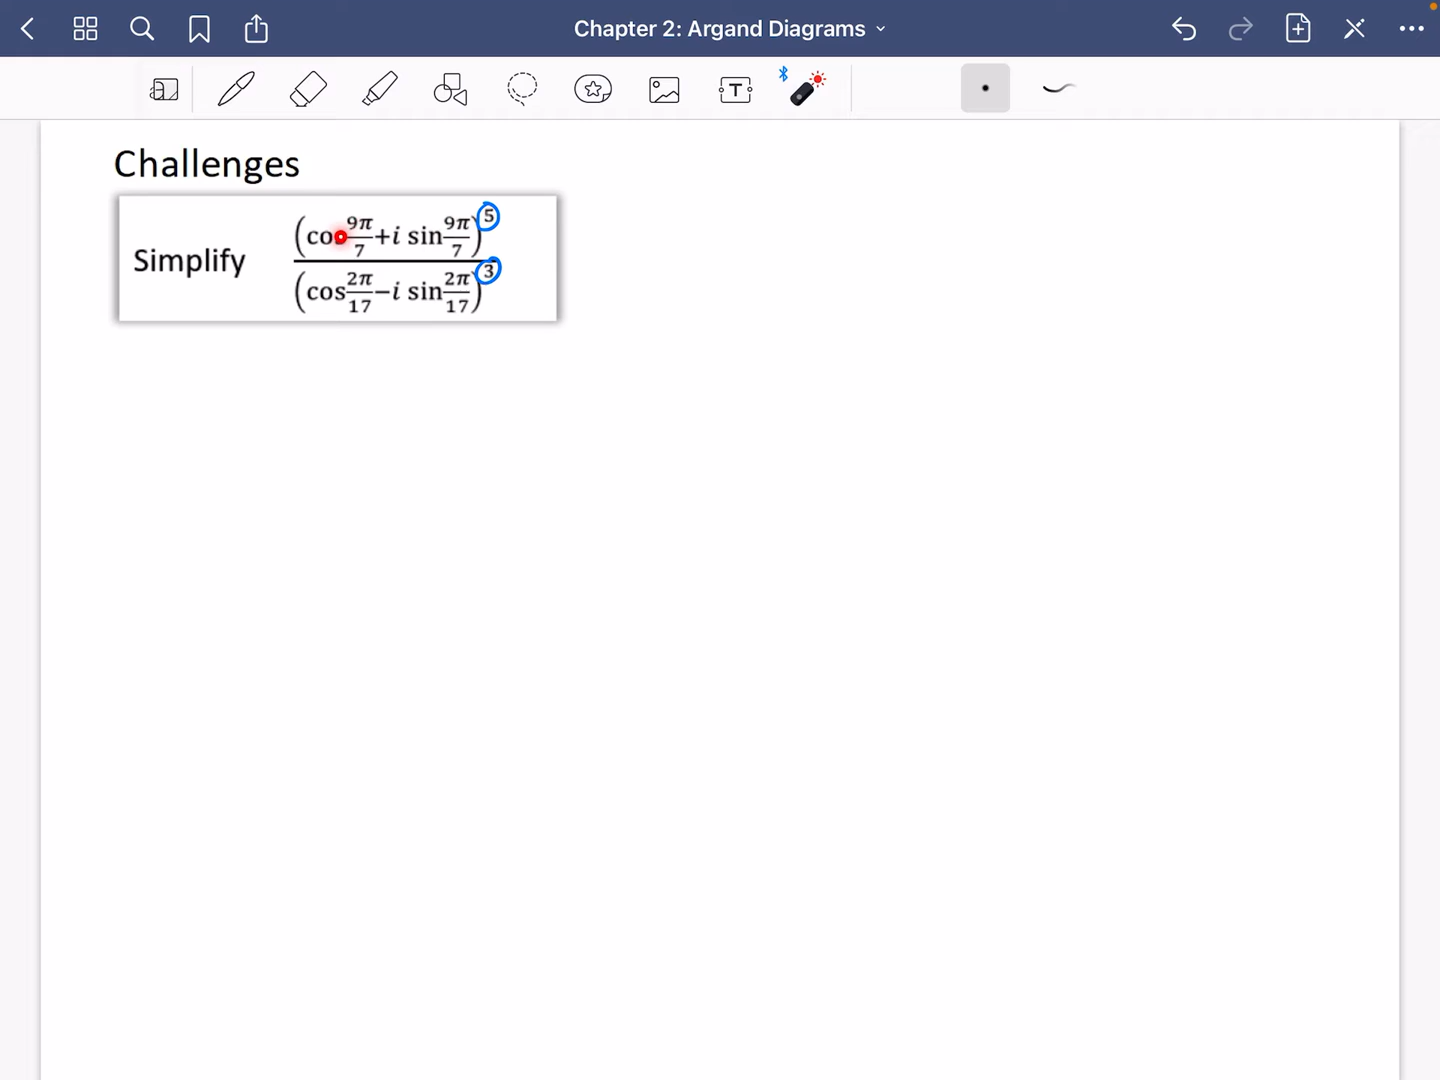 Chapter 2: Argand Diagrams
Challenges
Simplify (cos 9π/7 + i sin 9π/7)^5 / (cos 2π/17 − i sin 2π/17)^3